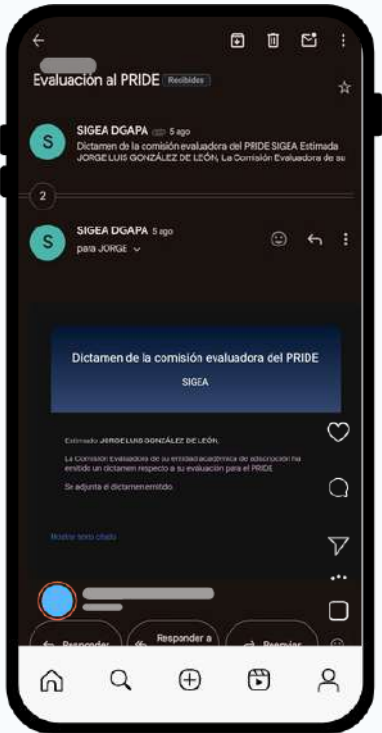 Evaluación al PRIDE Recibidos
S
SIGEA DGAPA 5 ago
Dictamen de la comisión evaluadora del PRIDE SIGEA Estimada
JORGE LUIS GONZÁLEZ DE LEÓN, La Comisión Evaluadora de su
2
S
SIGEA DGAPA 5 ago
para JORGE
Dictamen de la comisión evaluadora del PRIDE
SIGEA
Estimado JORGE LUIS GONZÁLEZ DE LEÓN,
La Comisión Evaluadora de su entidad académica de adscripción ha
emitido un dictamen respecto a su evaluación para el PRIDE
Se adjunta el dictamen emitido
Mostrar texto citado
Responder
Responder a
Reenviar